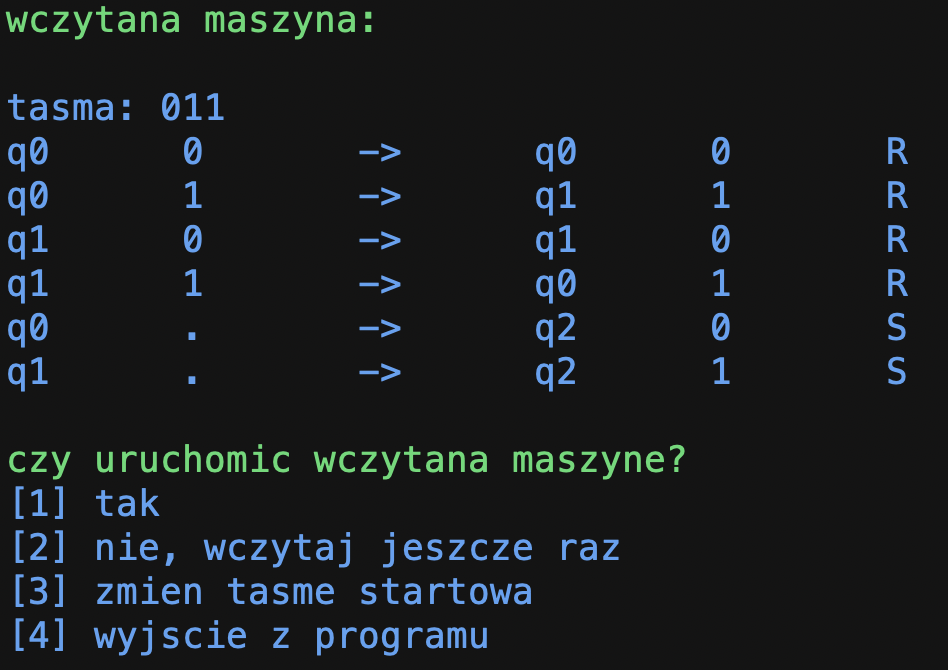 wczytana maszyna:
tasma: 011
q0 0 -> q0 0 R
q0 1 -> q1 1 R
q1 0 -> q1 0 R
q1 1 -> q0 1 R
q0 . -> q2 0 S
q1 . -> q2 1 S
czy uruchomic wczytana maszyne?
[1] tak
[2] nie, wczytaj jeszcze raz
[3] zmien tasme startowa
[4] wyjscie z programu